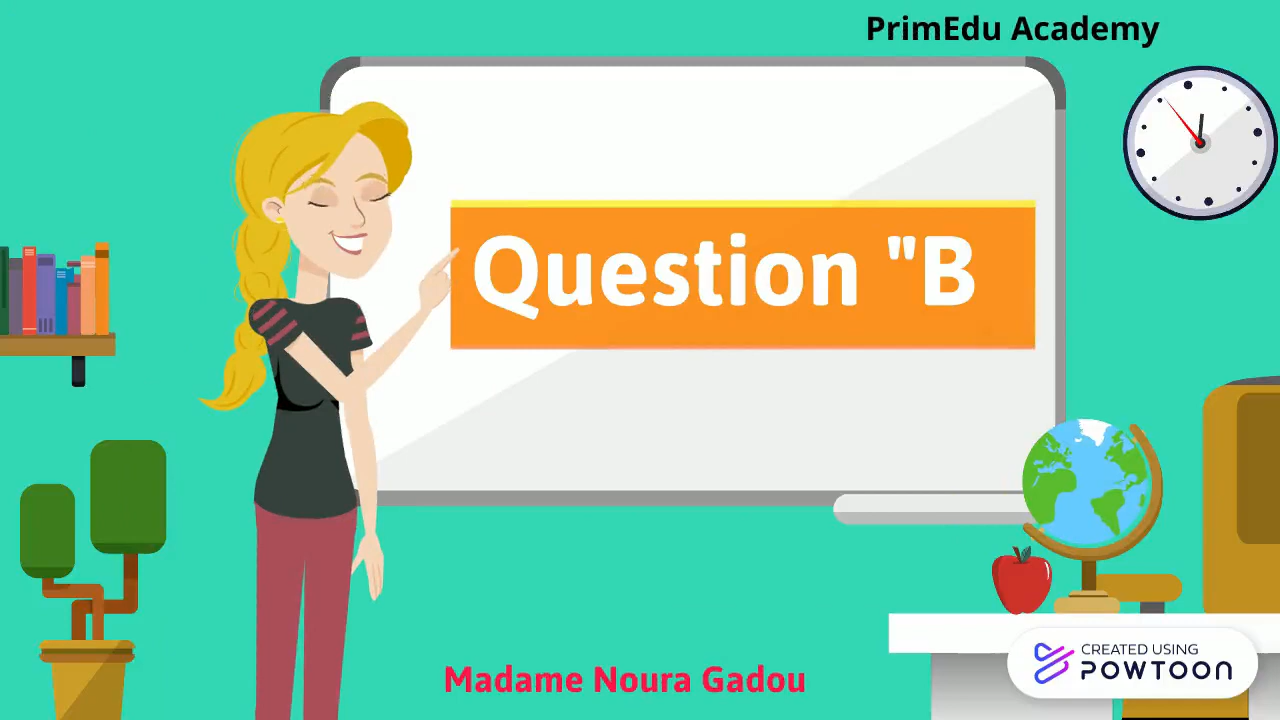 PrimEdu Academy
Question "B
Madame Noura Gadou
CREATED USING
POWTOON